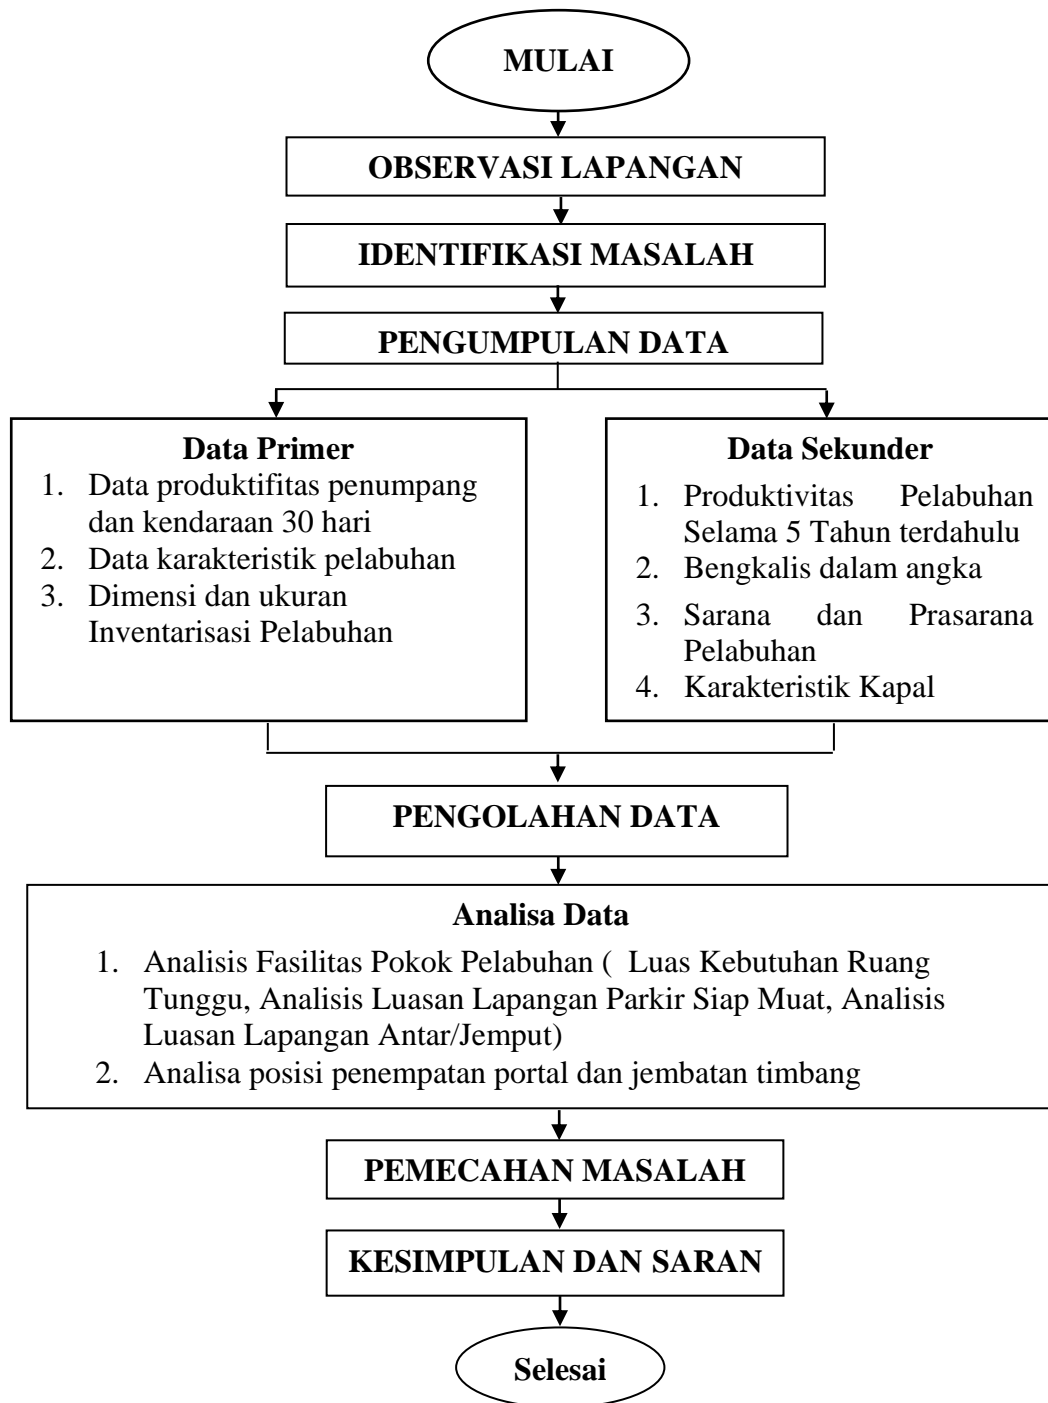 MULAI
OBSERVASI LAPANGAN
IDENTIFIKASI MASALAH
PENGUMPULAN DATA
Data Primer
1. Data produktifitas penumpang
dan kendaraan 30 hari
2. Data karakteristik pelabuhan
3. Dimensi dan ukuran
Inventarisasi Pelabuhan
Data Sekunder
1. Produktivitas Pelabuhan
Selama 5 Tahun terdahulu
2. Bengkalis dalam angka
3. Sarana dan Prasarana
Pelabuhan
4. Karakteristik Kapal
PENGOLAHAN DATA
Analisa Data
1. Analisis Fasilitas Pokok Pelabuhan ( Luas Kebutuhan Ruang
Tunggu, Analisis Luasan Lapangan Parkir Siap Muat, Analisis
Luasan Lapangan Antar/Jemput)
2. Analisa posisi penempatan portal dan jembatan timbang
PEMECAHAN MASALAH
KESIMPULAN DAN SARAN
Selesai